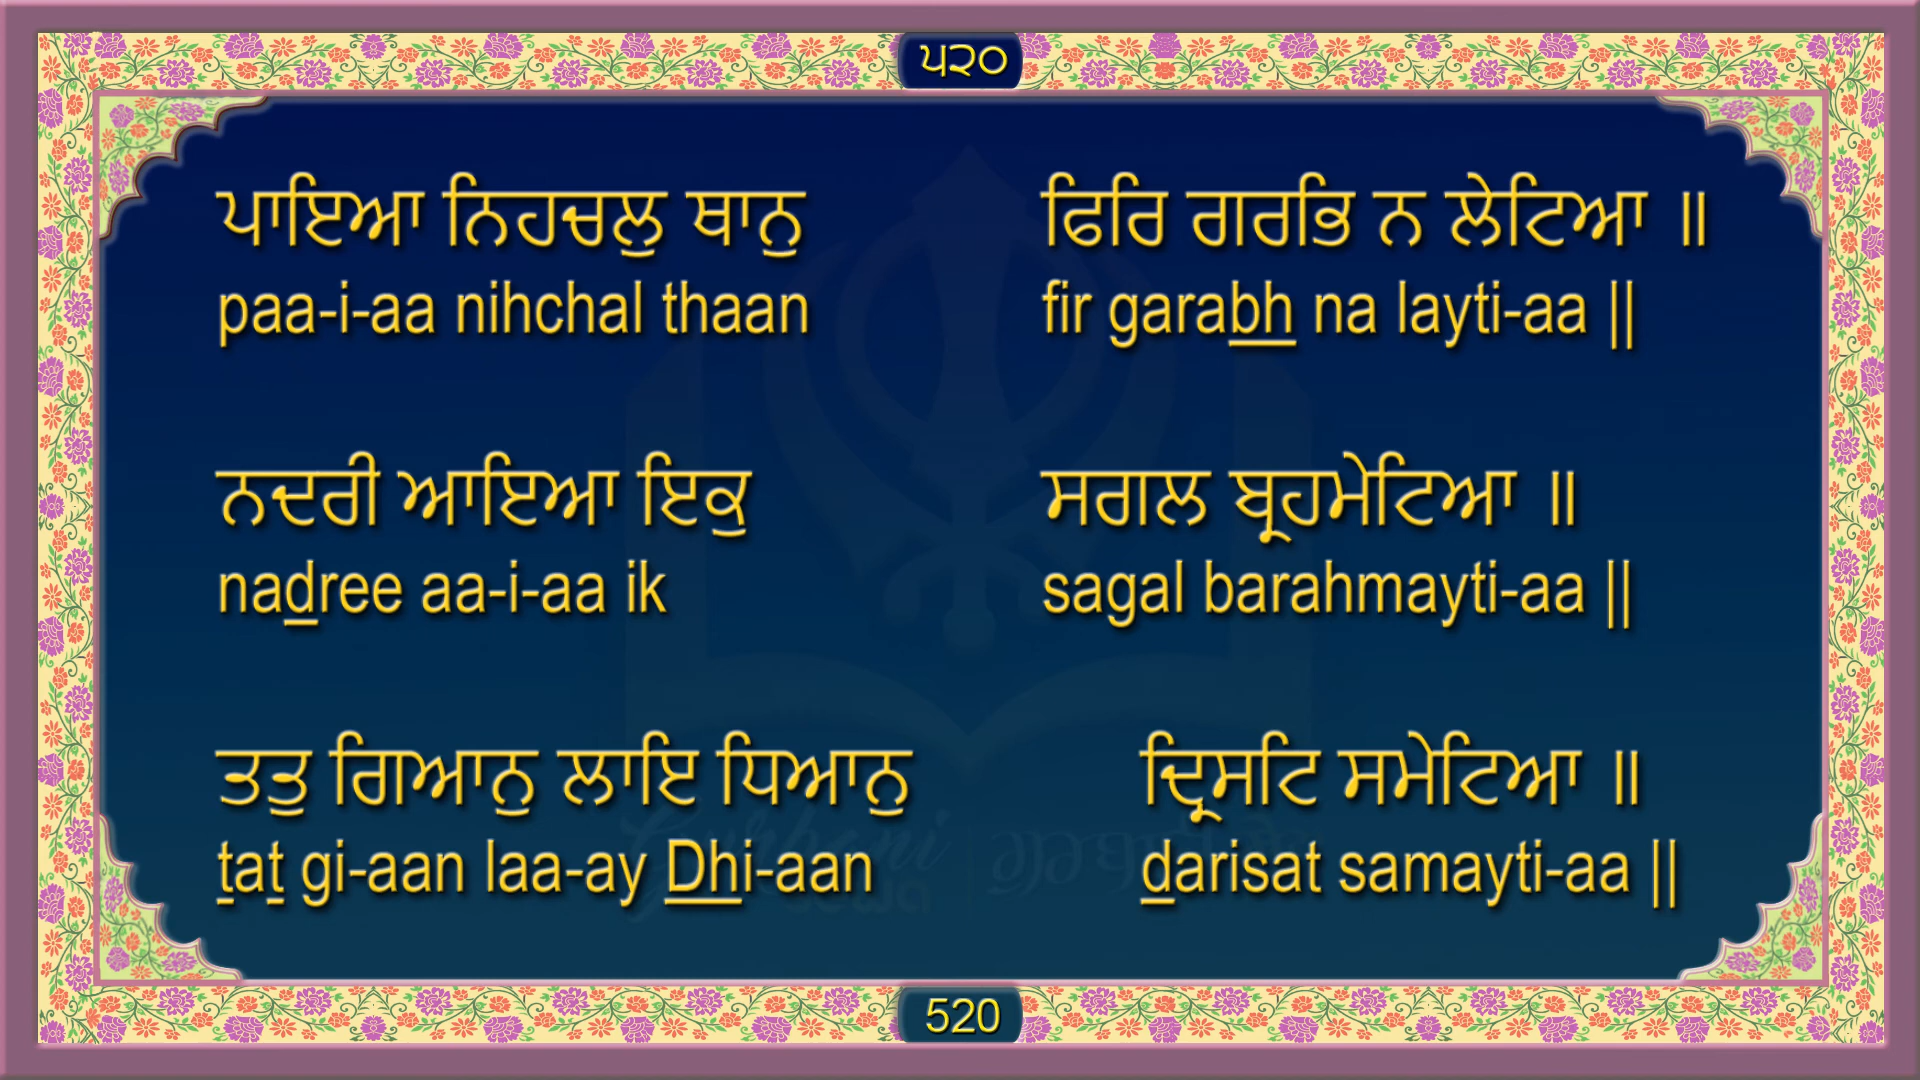 ੫੨੦
ਪਾਇਆ ਨਿਹਚਲੁ ਥਾਨੁ ਫਿਰਿ ਗਰਭਿ ਨ ਲੇਟਿਆ ॥
paa-i-aa nihchal thaan fir garabh na layti-aa ||
ਨਦਰੀ ਆਇਆ ਇਕੁ ਸਗਲ ਬ੍ਰਹਮੇਟਿਆ ॥
nadree aa-i-aa ik sagal barahmayti-aa ||
ਤਤੁ ਗਿਆਨੁ ਲਾਇ ਧਿਆਨੁ ਦ੍ਰਿਸਟਿ ਸਮੇਟਿਆ ॥
tat gi-aan laa-ay Dhi-aan darisat samayti-aa ||
520